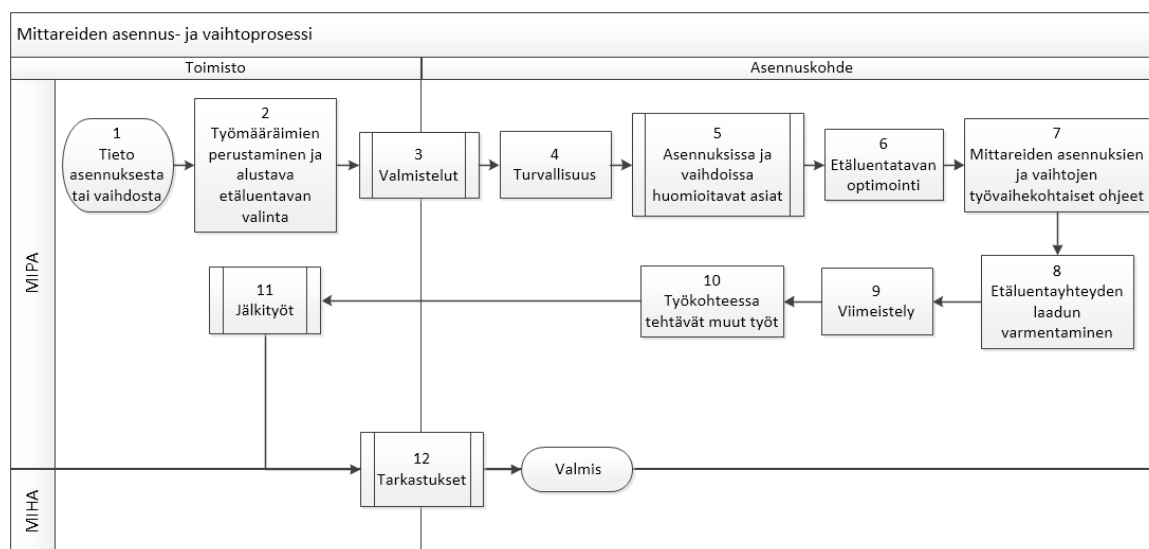 Mittareiden asennus- ja vaihtoprosessi
Toimisto
Asennuskohde
MIPA
1
Tieto
asennuksesta
tai vaihdosta
2
Työmääräimien
perustaminen ja
alustava
etäluentavan
valinta
3
Valmistelut
4
Turvallisuus
5
Asennuksissa ja
vaihdoissa
huomioitavat asiat
6
Etäluentatavan
optimointi
7
Mittareiden asennuksien
ja vaihtojen
työvaihekohtaiset ohjeet
8
Etäluentayhteyden
laadun
varmentaminen
9
Viimeistely
10
Työkohteessa
tehtävät muut työt
11
Jälkityöt
12
Tarkastukset
Valmis
MIHA